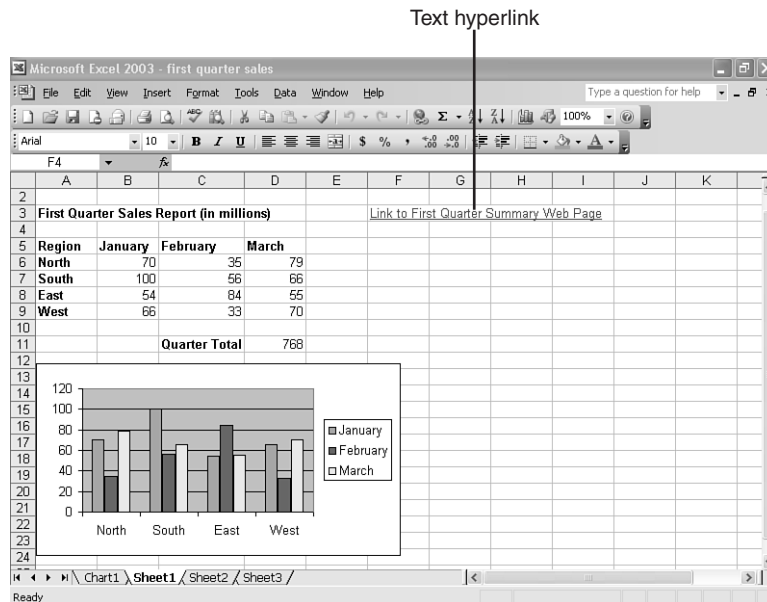 Text hyperlink
Microsoft Excel 2003 - first quarter sales
File Edit View Insert Format Tools Data Window Help Type a question for help
100%
Arial 10 B I U $ % ,
F4 fx
A B C D E F G H I J K
2
3 First Quarter Sales Report (in millions) Link to First Quarter Summary Web Page
4
5 Region January February March
6 North 70 35 79
7 South 100 56 66
8 East 54 84 55
9 West 66 33 70
10
11 Quarter Total 768
12
13
14
15
16
17
18
19
20
21
22
23
24
120
100
80
60
40
20
0
North South East West
January
February
March
Chart1 Sheet1 Sheet2 Sheet3
Ready